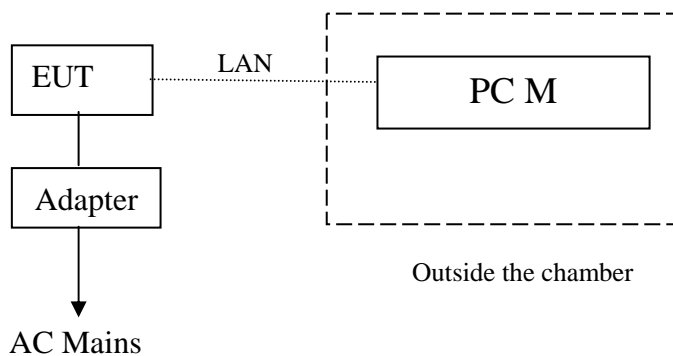 EUT
LAN
PC M
Adapter
Outside the chamber
AC Mains